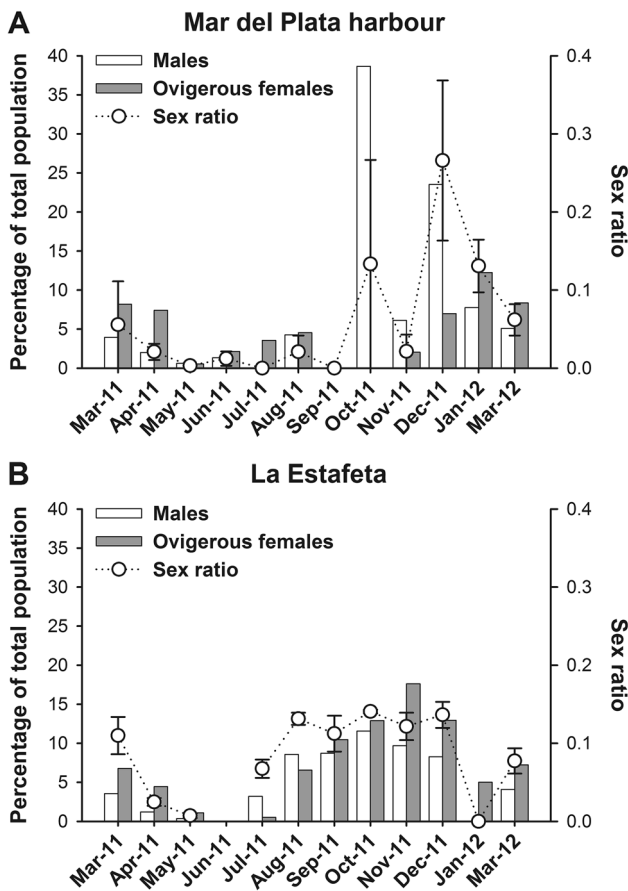 A
Mar del Plata harbour
Males
Ovigerous females
Sex ratio
Percentage of total population
40
35
30
25
20
15
10
5
0
0.4
0.3
0.2
0.1
0.0
Sex ratio
Mar-11
Apr-11
May-11
Jun-11
Jul-11
Aug-11
Sep-11
Oct-11
Nov-11
Dec-11
Jan-12
Mar-12
B
La Estafeta
Males
Ovigerous females
Sex ratio
Percentage of total population
40
35
30
25
20
15
10
5
0
0.4
0.3
0.2
0.1
0.0
Sex ratio
Mar-11
Apr-11
May-11
Jun-11
Jul-11
Aug-11
Sep-11
Oct-11
Nov-11
Dec-11
Jan-12
Mar-12